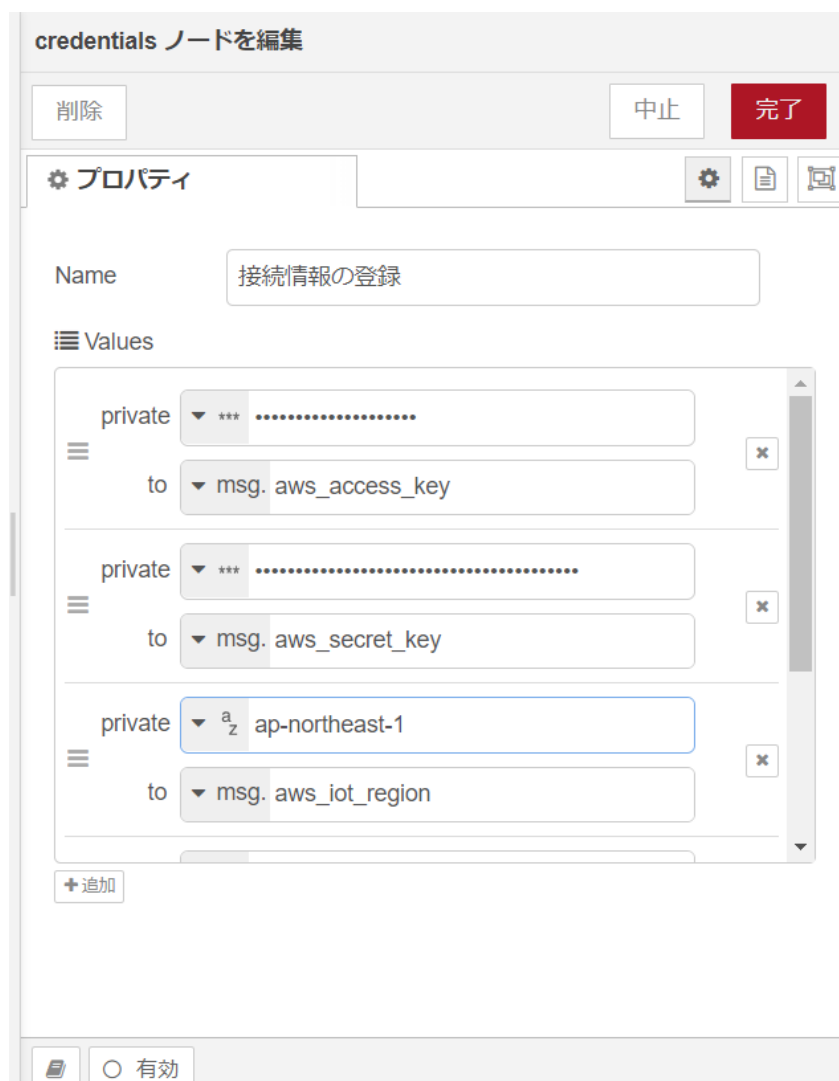 credentials ノードを編集
削除 中止 完了
プロパティ
Name 接続情報の登録
Values
private *** ••••••••••••••••••••
to msg. aws_access_key
private *** ••••••••••••••••••••••••••••••••••••••••
to msg. aws_secret_key
private az ap-northeast-1
to msg. aws_iot_region
追加
有効